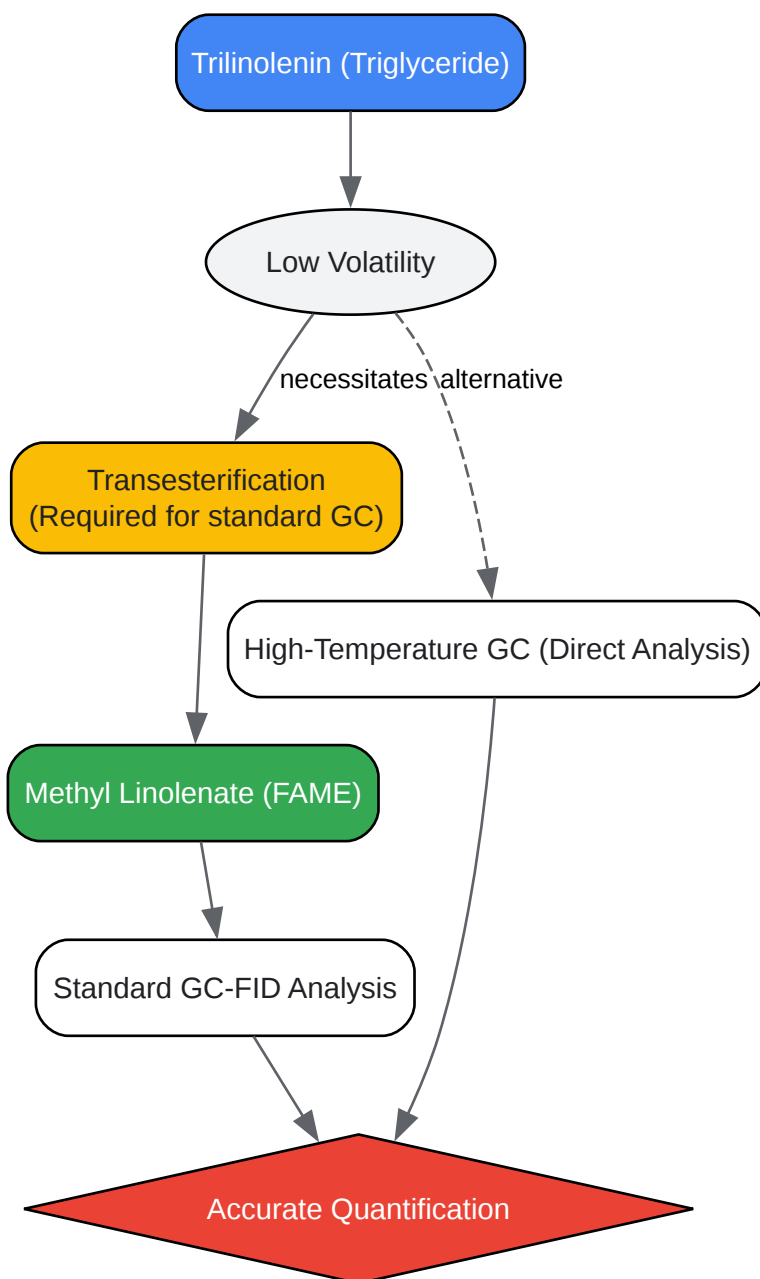 Trilinolenin (Triglyceride)
Low Volatility
necessitates
alternative
Transesterification
(Required for standard GC)
High-Temperature GC (Direct Analysis)
Methyl Linolenate (FAME)
Standard GC-FID Analysis
Accurate Quantification